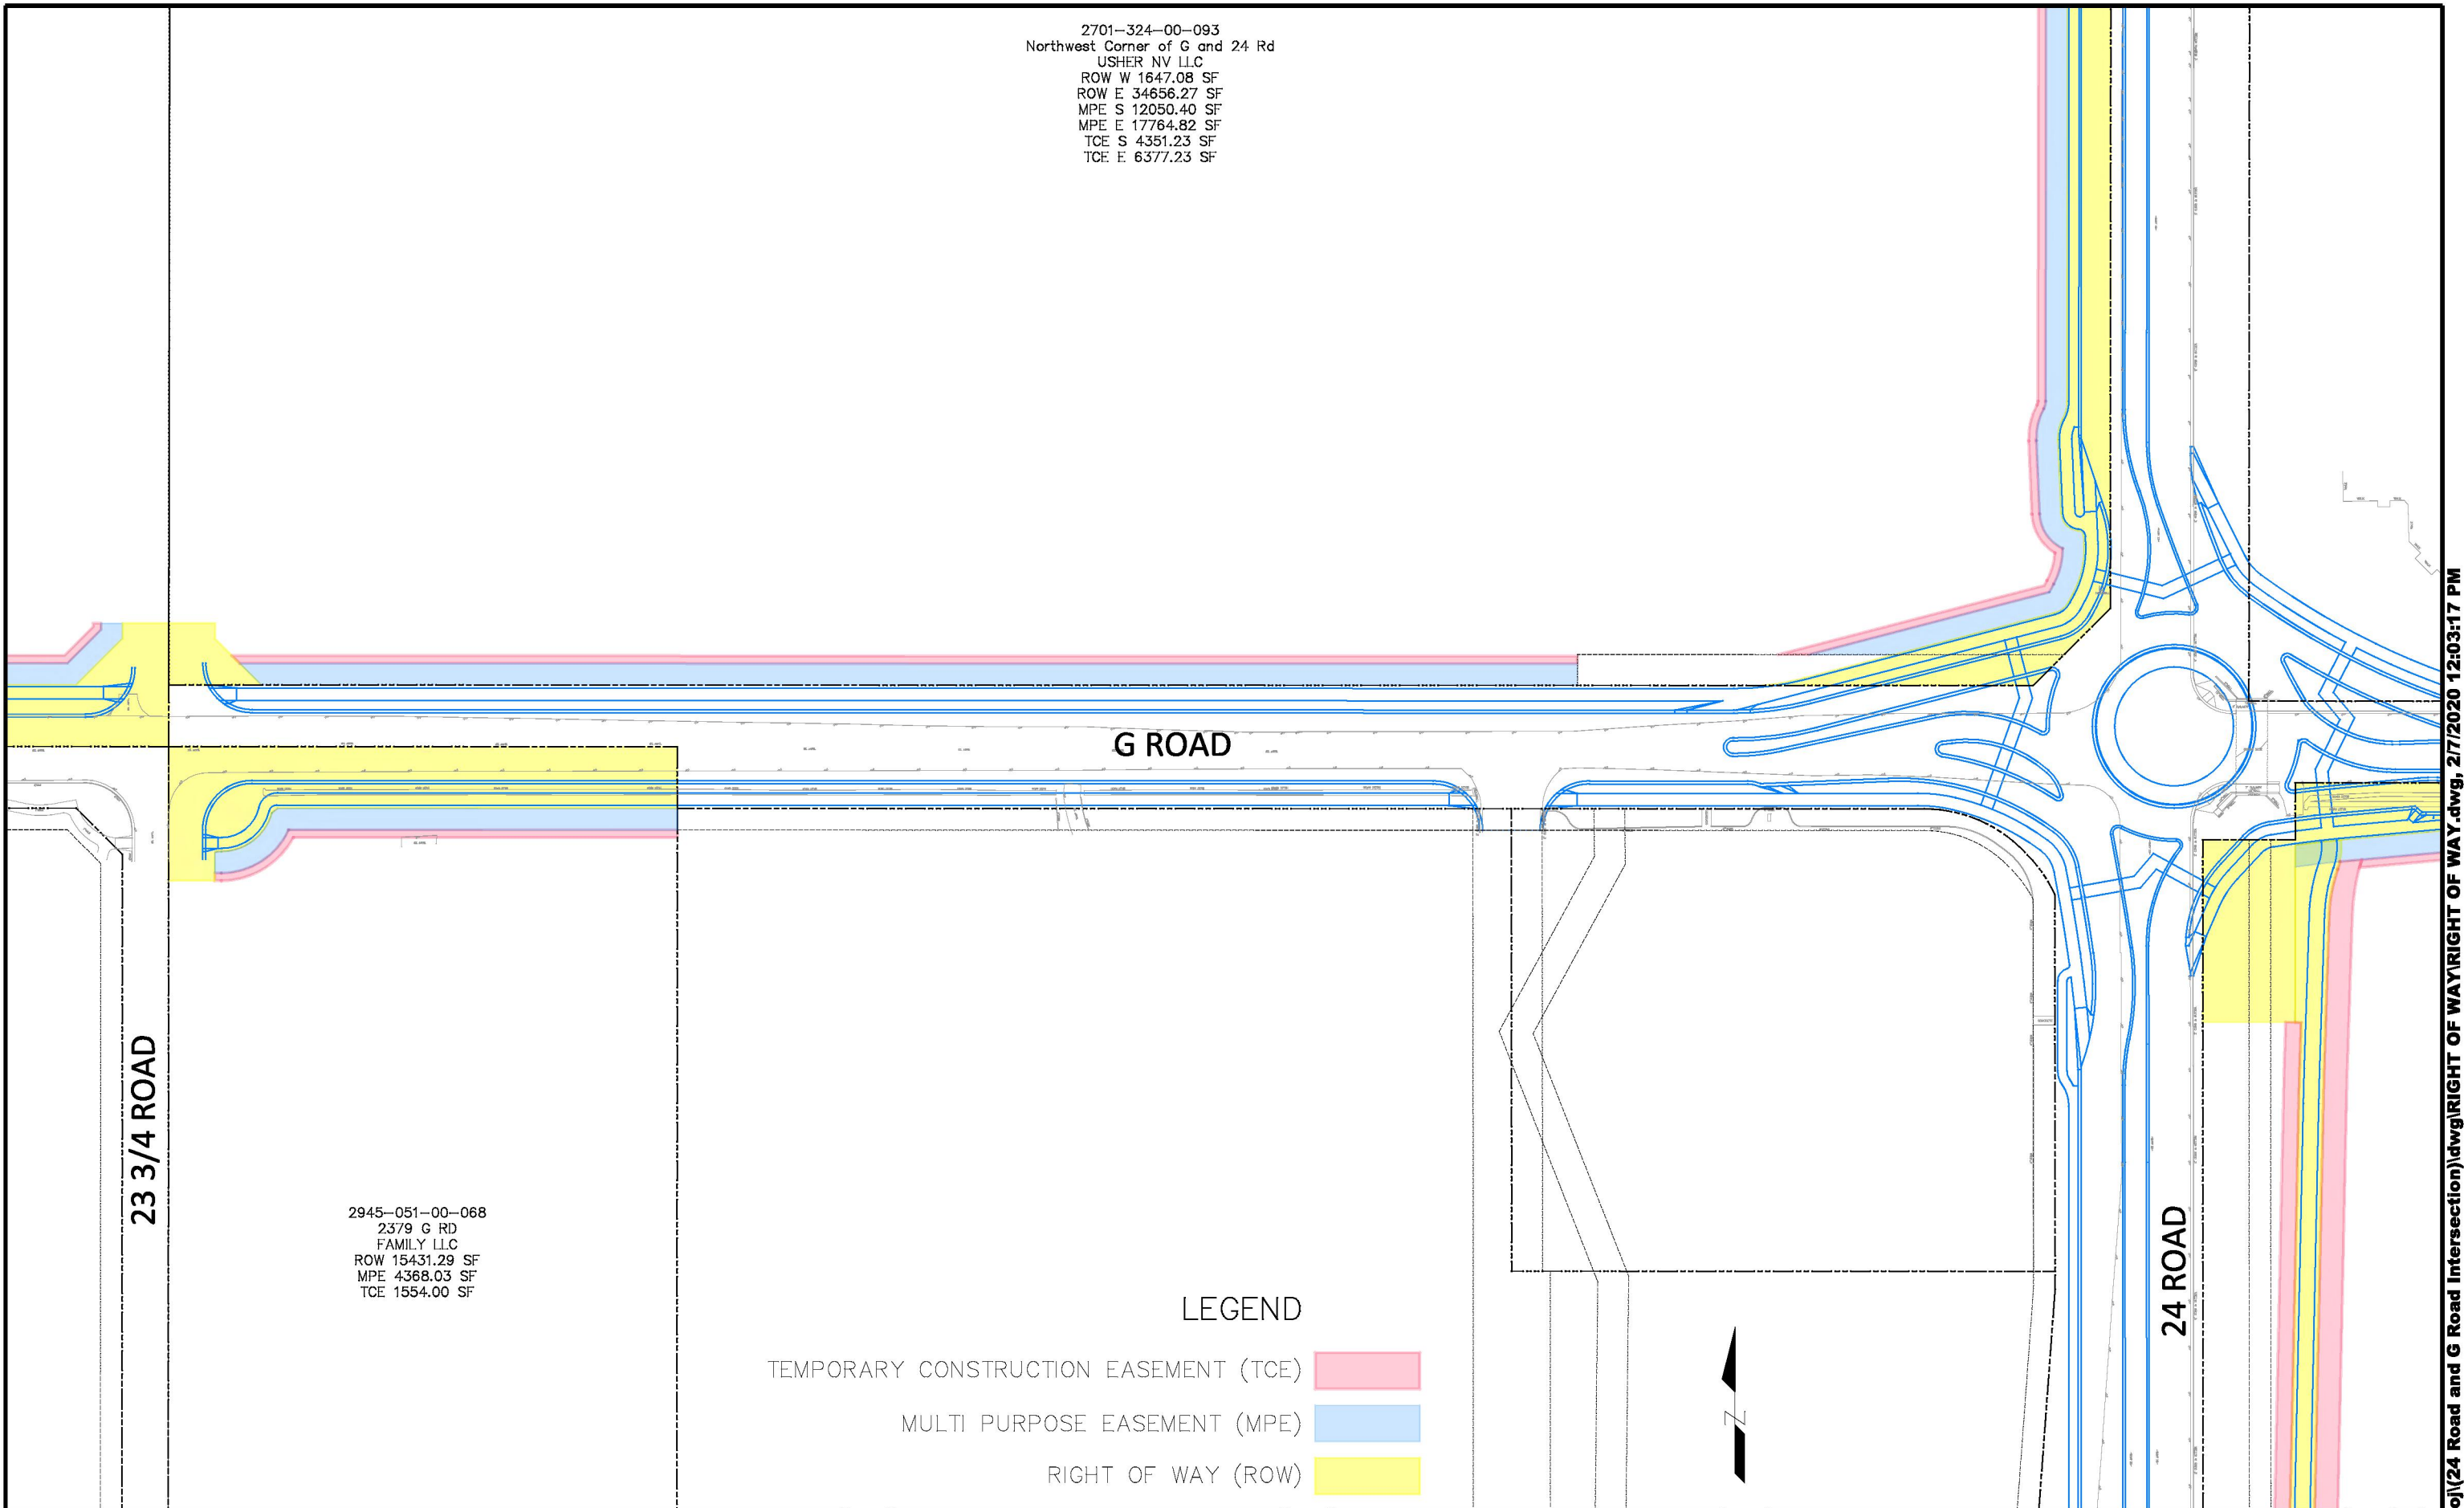 2701-324-00-093
Northwest Corner of G and 24 Rd
USHER NV LLC
ROW W 1647.08 SF
ROW E 34656.27 SF
MPE S 12050.40 SF
MPE E 17764.82 SF
TCE S 4351.23 SF
TCE E 6377.23 SF
G ROAD
23 3/4 ROAD
24 ROAD
2945-051-00-068
2379 G RD
FAMILY LLC
ROW 15431.29 SF
MPE 4368.03 SF
TCE 1554.00 SF
LEGEND
TEMPORARY CONSTRUCTION EASEMENT (TCE)
MULTI PURPOSE EASEMENT (MPE)
RIGHT OF WAY (ROW)
N
oj\(24 Road and G Road Intersection)\dwg\RIGHT OF WAY\RIGHT OF WAY.dwg, 2/7/2020 12:03:17 PM